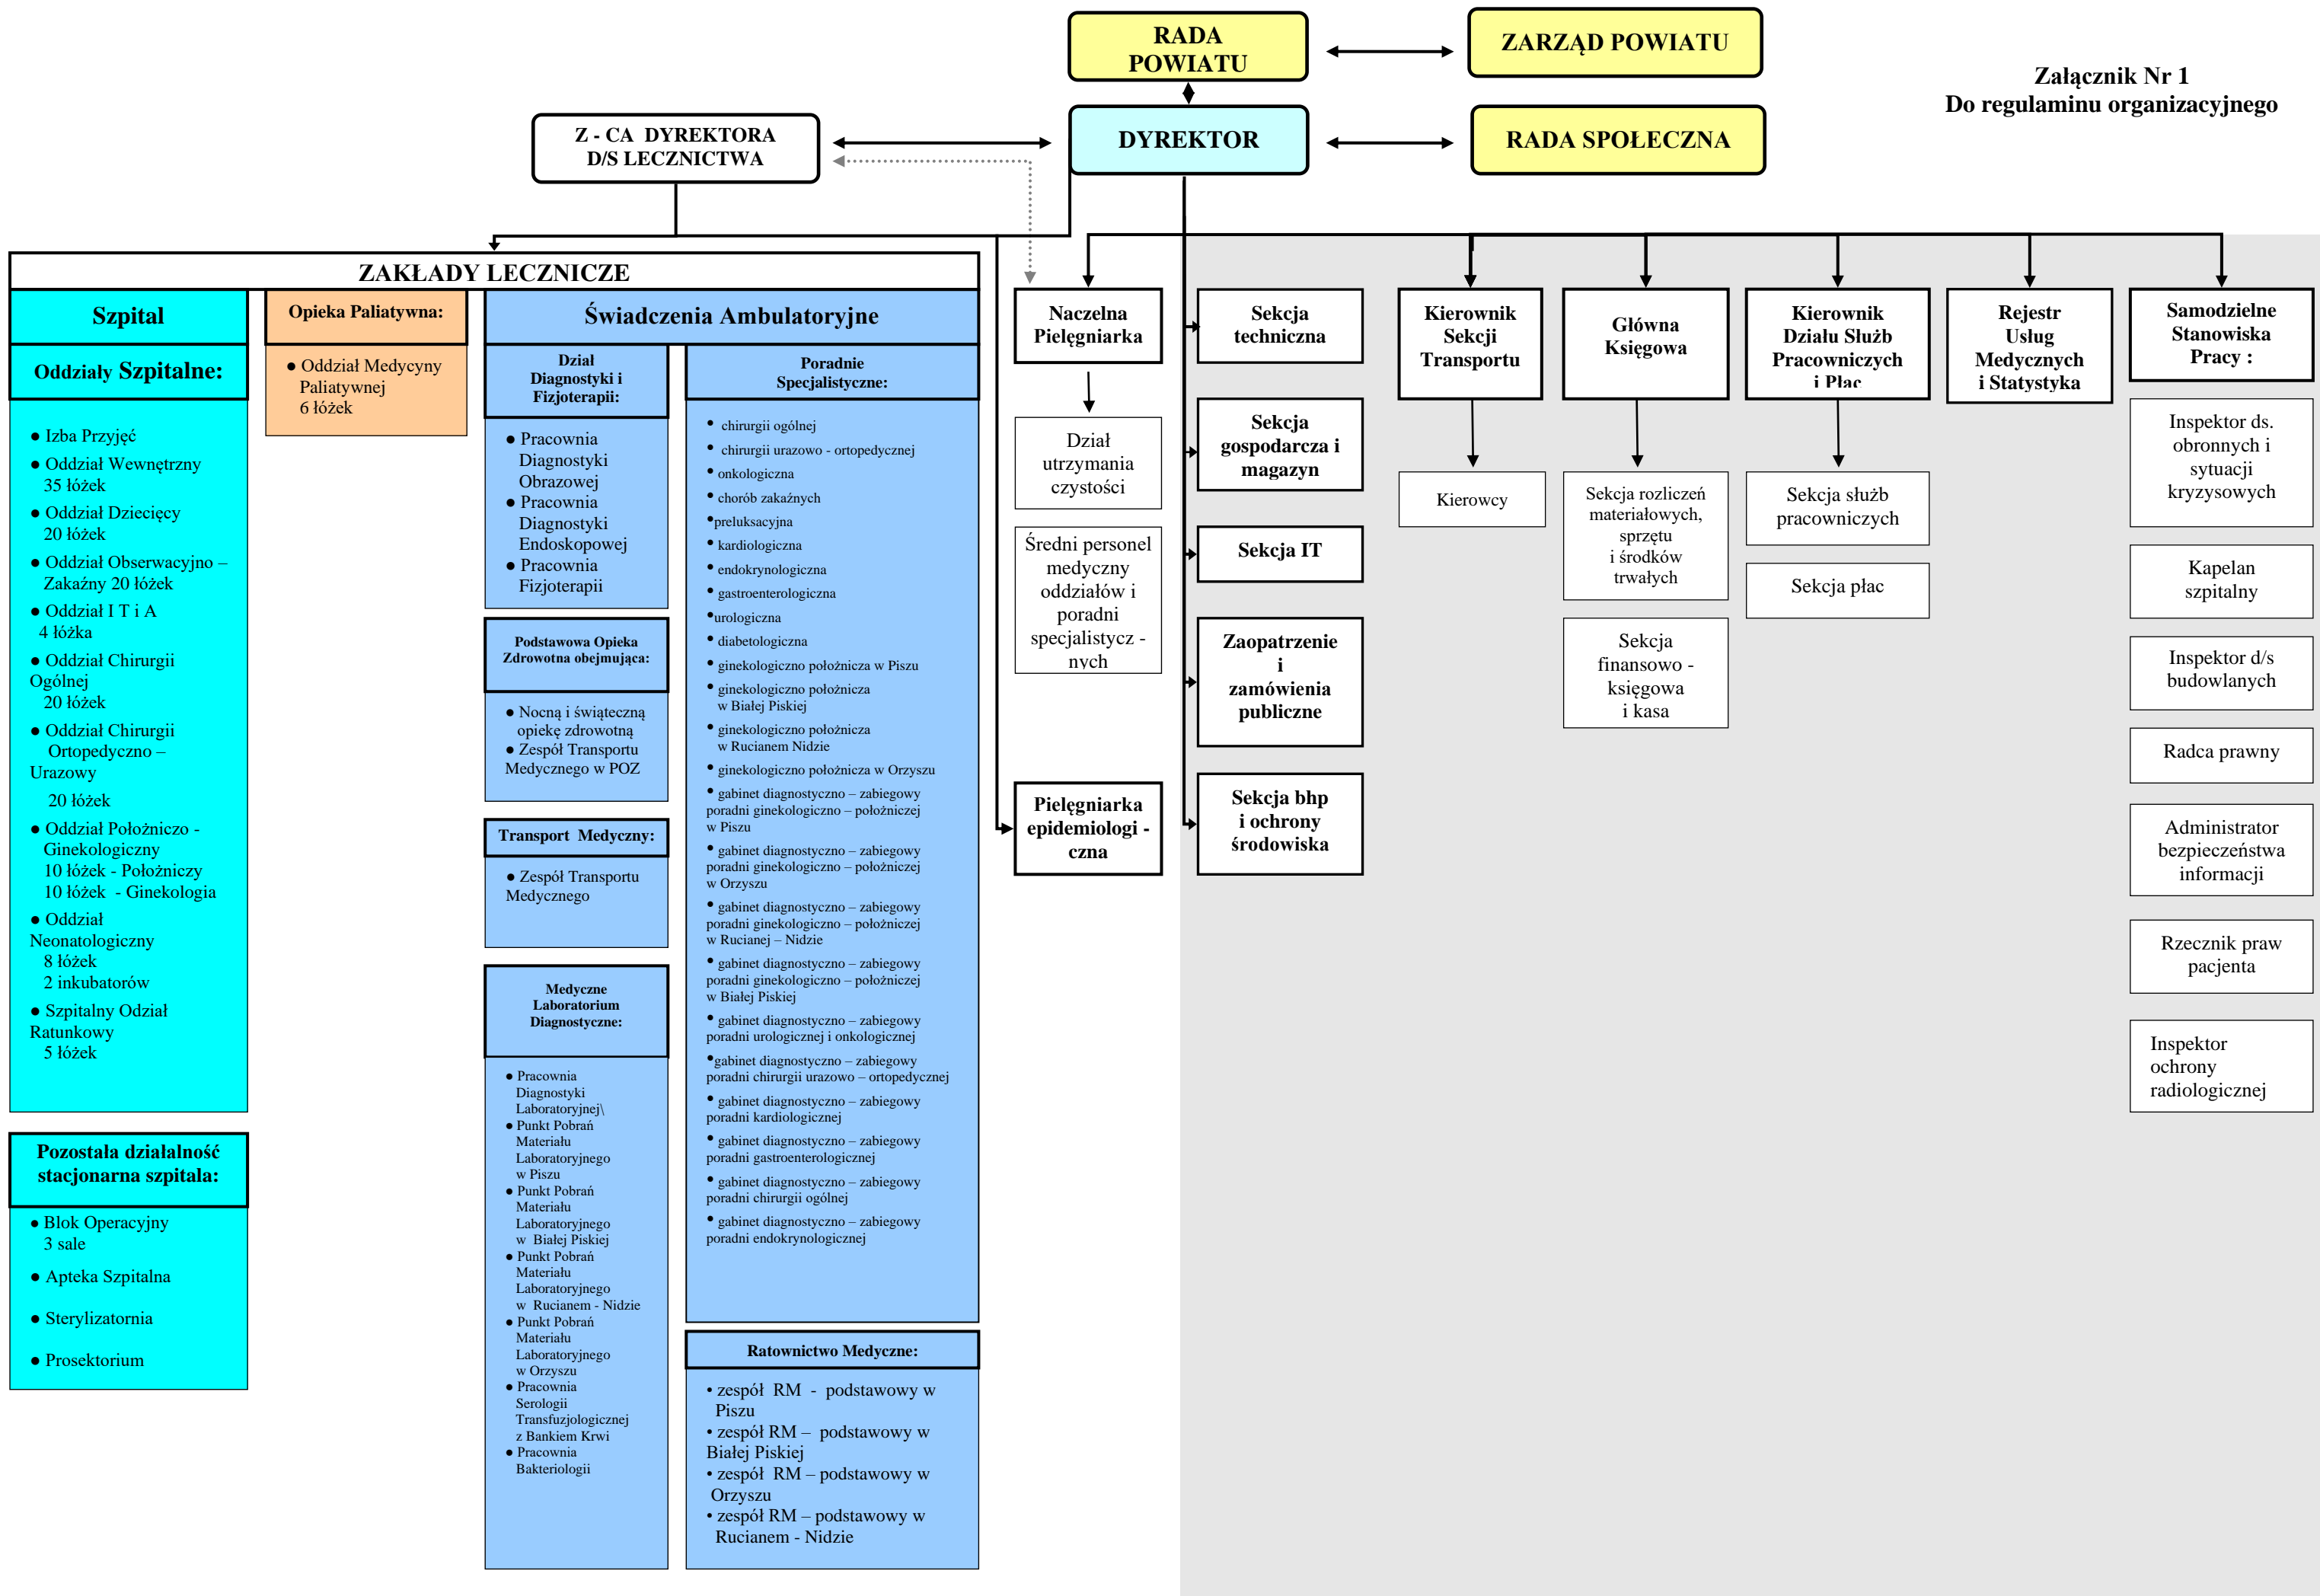 RADA
POWIATU
ZARZĄD POWIATU
Załącznik Nr 1
Do regulaminu organizacyjnego
Z - CA  DYREKTORA
D/S LECZNICTWA
DYREKTOR
RADA SPOŁECZNA
ZAKŁADY LECZNICZE
Szpital
Oddziały Szpitalne:
● Izba Przyjęć
● Oddział Wewnętrzny
35 łóżek
● Oddział Dziecięcy
20 łóżek
● Oddział Obserwacyjno –
Zakaźny 20 łóżek
● Oddział I T i A
4 łóżka
● Oddział Chirurgii
Ogólnej
20 łóżek
● Oddział Chirurgii
Ortopedyczno –
Urazowy
20 łóżek
● Oddział Położniczo -
Ginekologiczny
10 łóżek - Położniczy
10 łóżek  - Ginekologia
● Oddział
Neonatologiczny
8 łóżek
2 inkubatorów
● Szpitalny Odział
Ratunkowy
5 łóżek
Pozostała działalność
stacjonarna szpitala:
● Blok Operacyjny
3 sale
● Apteka Szpitalna
● Sterylizatornia
● Prosektorium
Opieka Paliatywna:
● Oddział Medycyny
Paliatywnej
6 łóżek
Świadczenia Ambulatoryjne
Dział
Diagnostyki i
Fizjoterapii:
● Pracownia
Diagnostyki
Obrazowej
● Pracownia
Diagnostyki
Endoskopowej
● Pracownia
Fizjoterapii
Podstawowa Opieka
Zdrowotna obejmująca:
● Nocną i świąteczną
opiekę zdrowotną
● Zespół Transportu
Medycznego w POZ
Transport  Medyczny:
● Zespół Transportu
Medycznego
Medyczne
Laboratorium
Diagnostyczne:
● Pracownia
Diagnostyki
Laboratoryjnej\
● Punkt Pobrań
Materiału
Laboratoryjnego
w Piszu
● Punkt Pobrań
Materiału
Laboratoryjnego
w  Białej Piskiej
● Punkt Pobrań
Materiału
Laboratoryjnego
w  Rucianem - Nidzie
● Punkt Pobrań
Materiału
Laboratoryjnego
w Orzyszu
● Pracownia
Serologii
Transfuzjologicznej
z Bankiem Krwi
● Pracownia
Bakteriologii
Poradnie
Specjalistyczne:
• chirurgii ogólnej
• chirurgii urazowo - ortopedycznej
• onkologiczna
• chorób zakaźnych
•preluksacyjna
• kardiologiczna
• endokrynologiczna
• gastroenterologiczna
•urologiczna
• diabetologiczna
• ginekologiczno położnicza w Piszu
• ginekologiczno położnicza
w Białej Piskiej
• ginekologiczno położnicza
w Rucianem Nidzie
• ginekologiczno położnicza w Orzyszu
• gabinet diagnostyczno – zabiegowy
poradni ginekologiczno – położniczej
w Piszu
• gabinet diagnostyczno – zabiegowy
poradni ginekologiczno – położniczej
w Orzyszu
• gabinet diagnostyczno – zabiegowy
poradni ginekologiczno – położniczej
w Rucianej – Nidzie
• gabinet diagnostyczno – zabiegowy
poradni ginekologiczno – położniczej
w Białej Piskiej
• gabinet diagnostyczno – zabiegowy
poradni urologicznej i onkologicznej
•gabinet diagnostyczno – zabiegowy
poradni chirurgii urazowo – ortopedycznej
• gabinet diagnostyczno – zabiegowy
poradni kardiologicznej
• gabinet diagnostyczno – zabiegowy
poradni gastroenterologicznej
• gabinet diagnostyczno – zabiegowy
poradni chirurgii ogólnej
• gabinet diagnostyczno – zabiegowy
poradni endokrynologicznej
Ratownictwo Medyczne:
• zespół  RM  -  podstawowy w
Piszu
• zespół RM –  podstawowy w
Białej Piskiej
• zespół  RM – podstawowy w
Orzyszu
• zespół RM – podstawowy w
Rucianem - Nidzie
Naczelna
Pielęgniarka
Dział
utrzymania
czystości
Średni personel
medyczny
oddziałów i
poradni
specjalistycz -
nych
Pielęgniarka
epidemiologi -
czna
Sekcja
techniczna
Sekcja
gospodarcza i
magazyn
Sekcja IT
Zaopatrzenie
i
zamówienia
publiczne
Sekcja bhp
i ochrony
środowiska
Kierownik
Sekcji
Transportu
Kierowcy
Główna
Księgowa
Sekcja rozliczeń
materiałowych,
sprzętu
i środków
trwałych
Sekcja
finansowo -
księgowa
i kasa
Kierownik
Działu Służb
Pracowniczych
i Płac
Sekcja służb
pracowniczych
Sekcja płac
Rejestr
Usług
Medycznych
i Statystyka
Samodzielne
Stanowiska
Pracy :
Inspektor ds.
obronnych i
sytuacji
kryzysowych
Kapelan
szpitalny
Inspektor d/s
budowlanych
Radca prawny
Administrator
bezpieczeństwa
informacji
Rzecznik praw
pacjenta
Inspektor
ochrony
radiologicznej